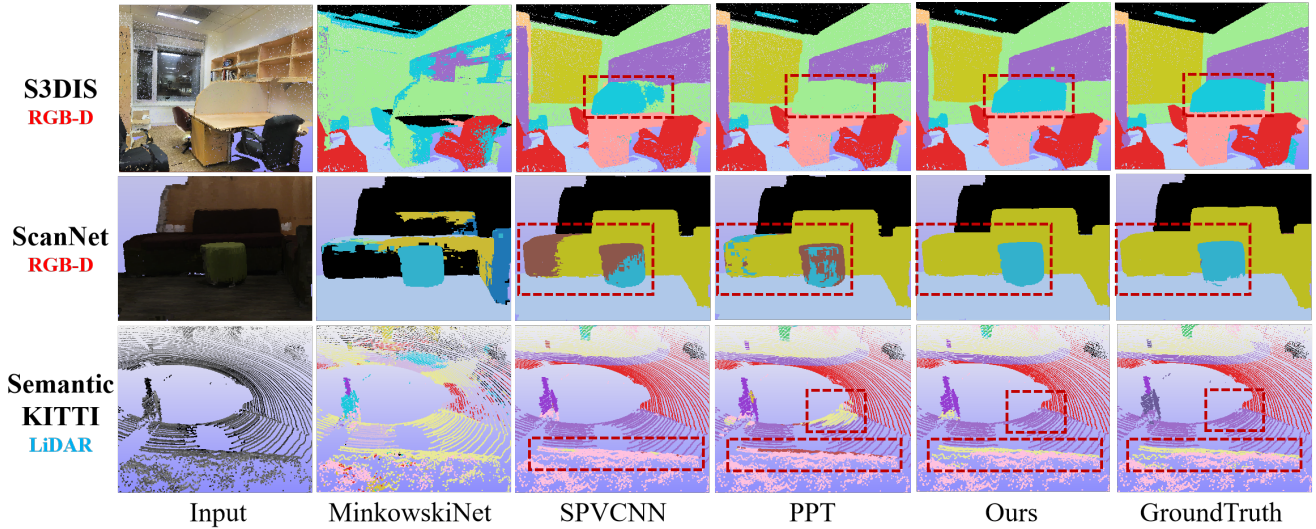 S3DIS
RGB-D
ScanNet
RGB-D
Semantic
KITTI
LiDAR
Input MinkowskiNet SPVCNN PPT Ours GroundTruth